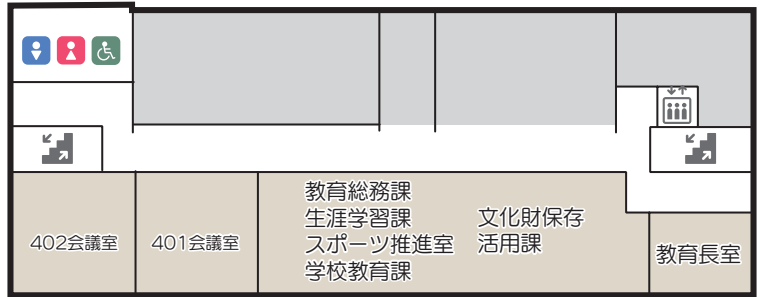 402会議室
401会議室
教育総務課
生涯学習課
スポーツ推進室
学校教育課
文化財保存
活用課
教育長室